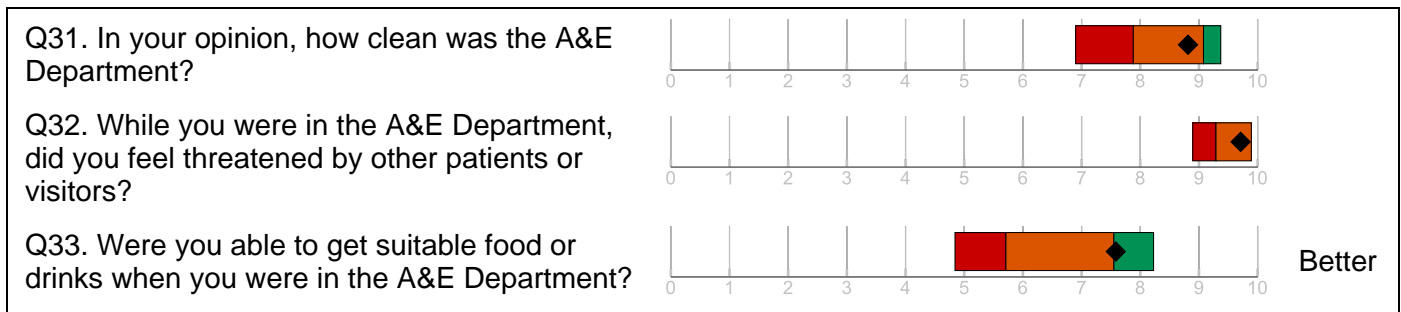 Q31. In your opinion, how clean was the A&E
Department?
0 1 2 3 4 5 6 7 8 9 10
Q32. While you were in the A&E Department,
did you feel threatened by other patients or
visitors?
0 1 2 3 4 5 6 7 8 9 10
Q33. Were you able to get suitable food or
drinks when you were in the A&E Department?
0 1 2 3 4 5 6 7 8 9 10
Better